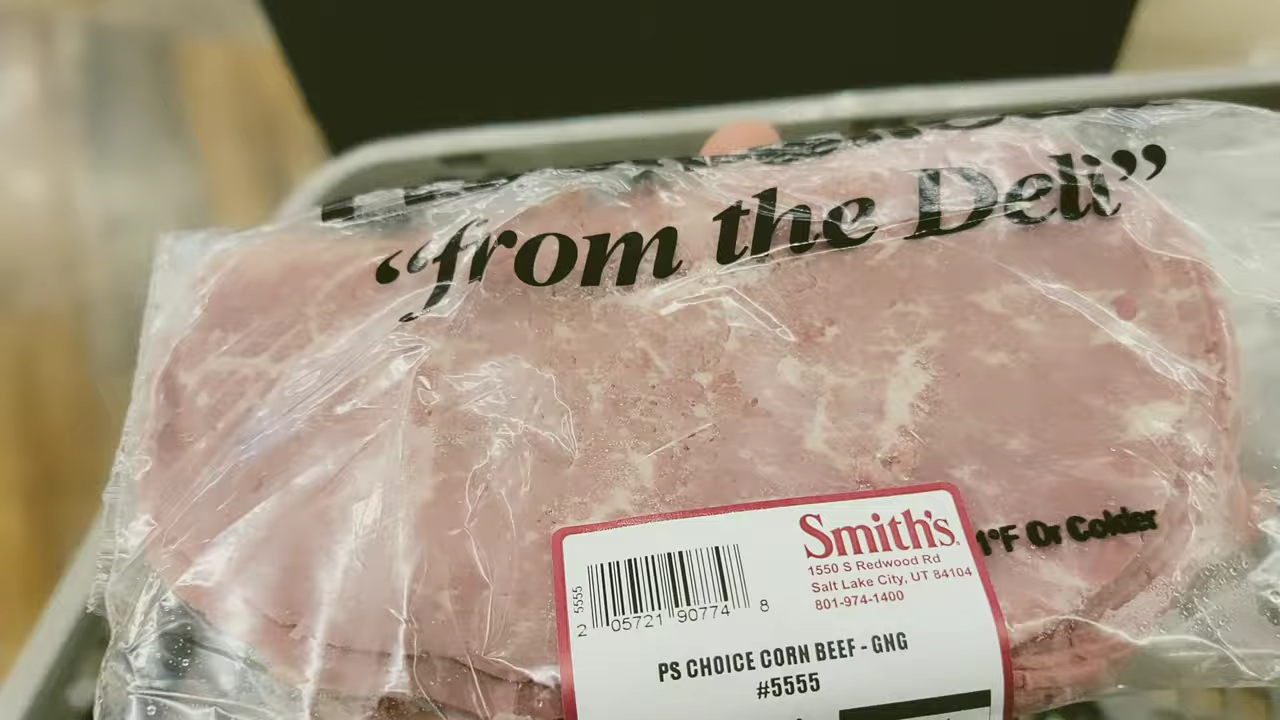 “from the Deli”
1°F Or Colder
Smith's.
1550 S Redwood Rd
Salt Lake City, UT 84104
801-974-1400
5555
2 05721 90774 8
PS CHOICE CORN BEEF - GNG
#5555